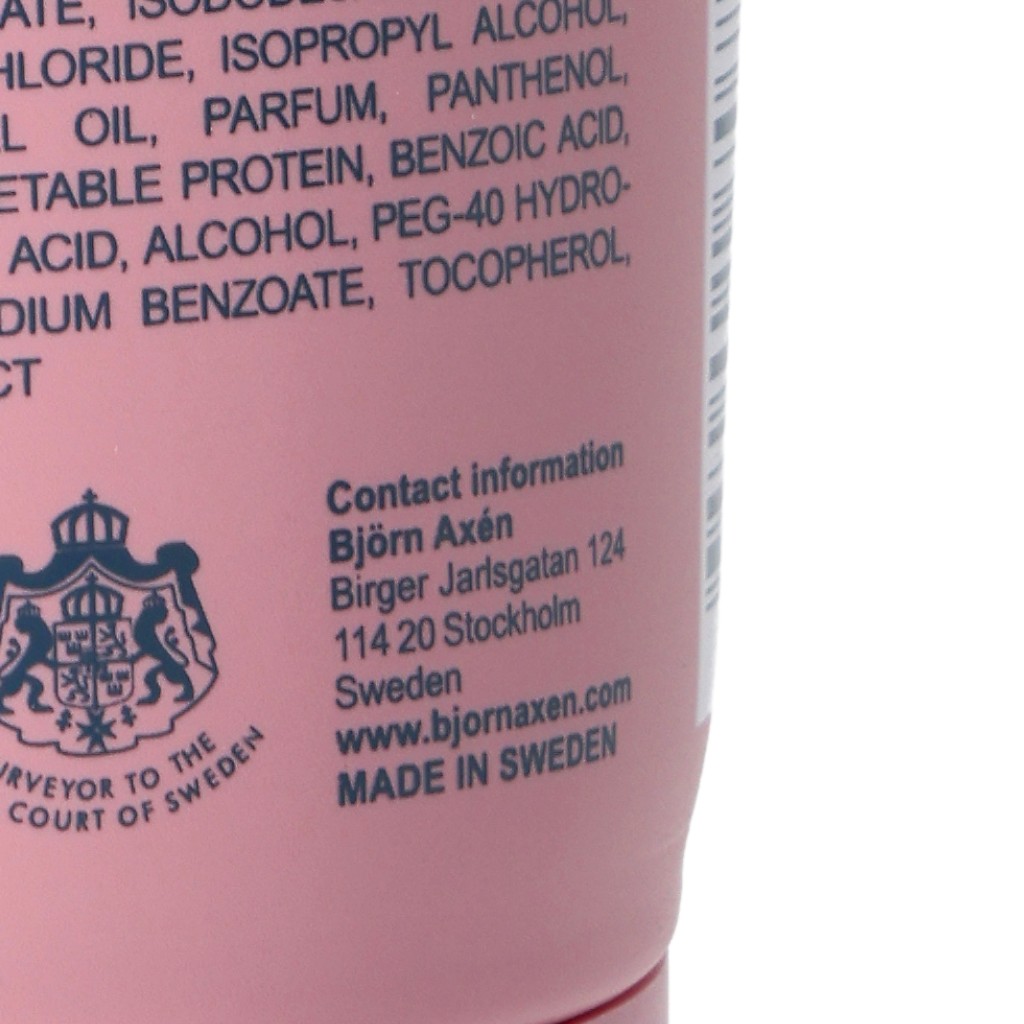 ATE,
HLORIDE, ISOPROPYL ALCOHOL,
L OIL, PARFUM, PANTHENOL,
ETABLE PROTEIN, BENZOIC ACID,
ACID, ALCOHOL, PEG-40 HYDRO-
DIUM BENZOATE, TOCOPHEROL,
CT
Contact information
Björn Axén
Birger Jarlsgatan 124
114 20 Stockholm
Sweden
www.bjornaxen.com
MADE IN SWEDEN
RVEYOR TO THE
COURT OF SWEDEN